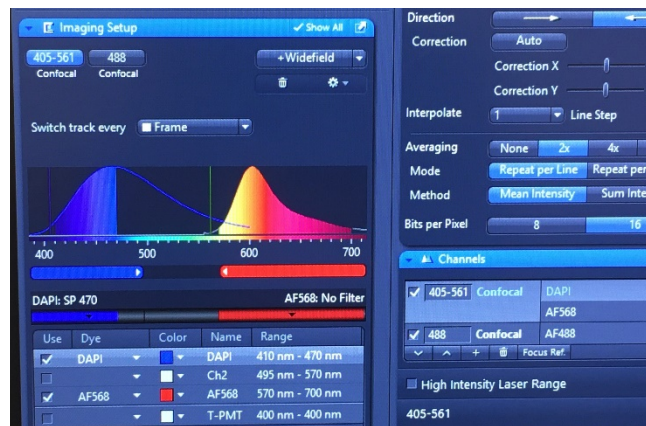 Imaging Setup Show All
405-561 488 +Widefield
Confocal Confocal
Switch track every Frame
400 500 600 700
DAPI: SP 470 AF568: No Filter
Use Dye Color Name Range
DAPI DAPI 410 nm - 470 nm
Ch2 495 nm - 570 nm
AF568 AF568 570 nm - 700 nm
T-PMT 400 nm - 400 nm
Direction
Correction Auto
Correction X
Correction Y
Interpolate 1 Line Step
Averaging None 2x 4x
Mode Repeat per Line Repeat per
Method Mean Intensity Sum Inte
Bits per Pixel 8 16
Channels
405-561 Confocal DAPI
AF568
488 Confocal AF488
+ Focus Ref.
High Intensity Laser Range
405-561